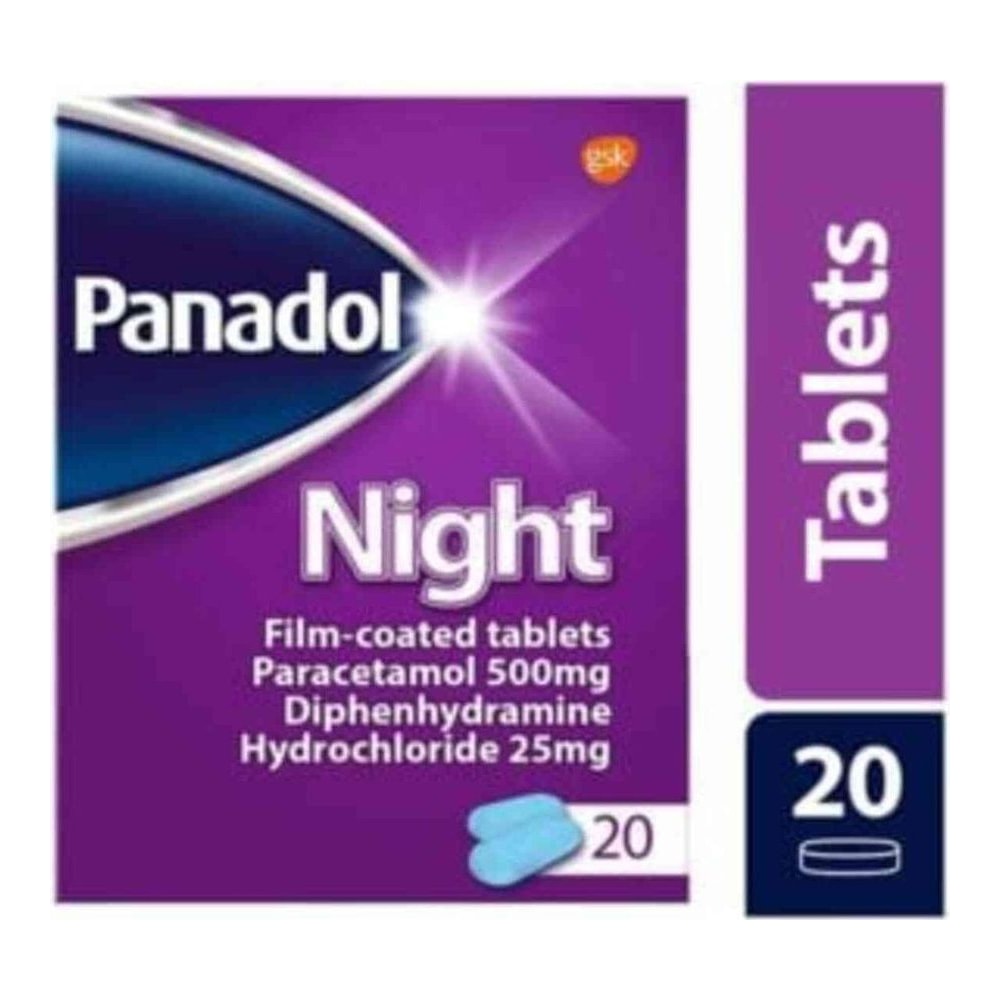 gsk
Panadol
Night
Film-coated tablets
Paracetamol 500mg
Diphenhydramine
Hydrochloride 25mg
20
Tablets
20